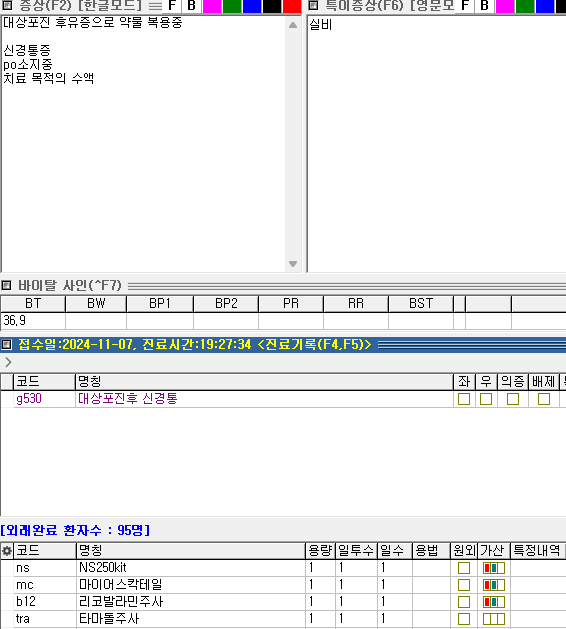 증상(F2) [한글모드] F B
특이증상(F6) [영문모 F B
대상포진 후유증으로 약물 복용중
신경통증
po소지중
치료 목적의 수액
실비
바이탈 사인(^F7)
BT BW BP1 BP2 PR RR BST
36.9
접수일:2024-11-07, 진료시간:19:27:34 <진료기록(F4,F5)>
코드 명칭 좌 우 의증 배제
g530 대상포진후 신경통
[외래완료 환자수 : 95명]
코드 명칭 용량 일투수 일수 용법 원외 가산 특정내역
ns NS250kit 1 1 1
mc 마이어스칵테일 1 1 1
b12 리코발라민주사 1 1 1
tra 타마돌주사 1 1 1